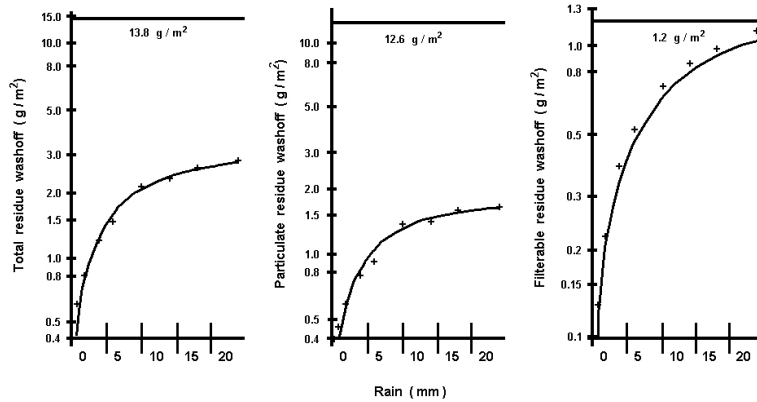 Total residue washoff ( g / m²)
15.0
10.0
8.0
5.0
3.0
2.0
1.5
1.0
0.8
0.5
0.4
13.8 g / m²
0 5 10 15 20
Particulate residue washoff ( g / m²)
10.0
8.0
5.0
3.0
2.0
1.5
1.0
0.8
0.5
0.4
12.6 g / m²
0 5 10 15 20
Filterable residue washoff ( g / m²)
1.3
1.0
0.8
0.5
0.3
0.2
0.15
0.1
1.2 g / m²
0 5 10 15 20
Rain ( mm )